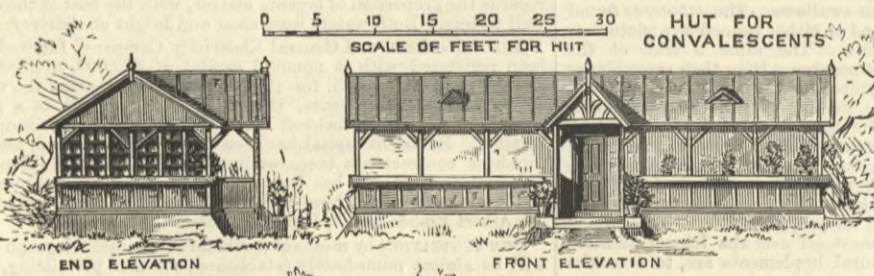 0 5 10 15 20 25 30
SCALE OF FEET FOR HUT
HUT FOR
CONVALESCENTS
END ELEVATION
FRONT ELEVATION